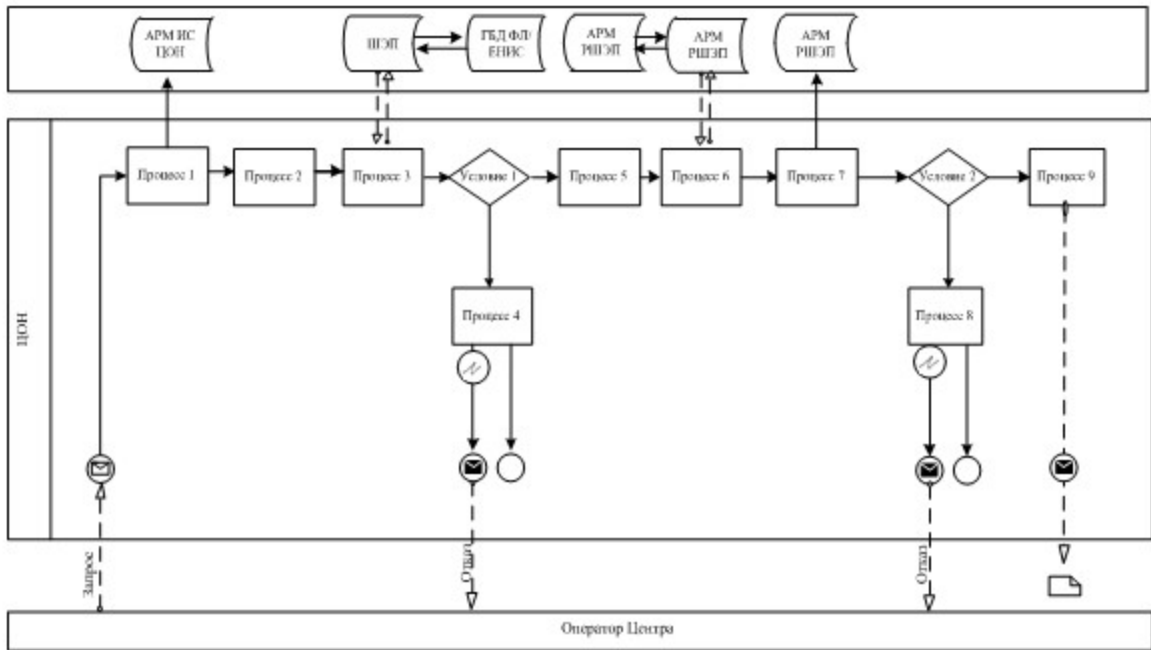 АРМ ИС
ЦОН
ШЭП
ГБД ФЛ/
ЕНИС
АРМ
РШЭП
АРМ
РШЭП
АРМ
РШЭП
Процесс 1
Процесс 2
Процесс 3
Условие 1
Процесс 5
Процесс 6
Процесс 7
Условие 2
Процесс 9
Процесс 4
Процесс 8
ЦОН
Запрос
Отказ
Отказ
Оператор Центра